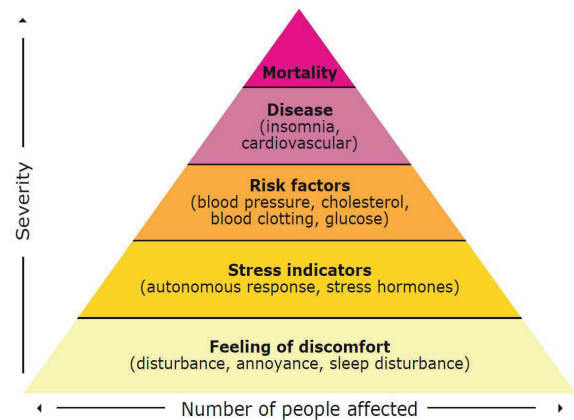 Mortality
Disease
(insomnia,
cardiovascular)
Risk factors
(blood pressure, cholesterol,
blood clotting, glucose)
Stress indicators
(autonomous response, stress hormones)
Feeling of discomfort
(disturbance, annoyance, sleep disturbance)
Severity
Number of people affected